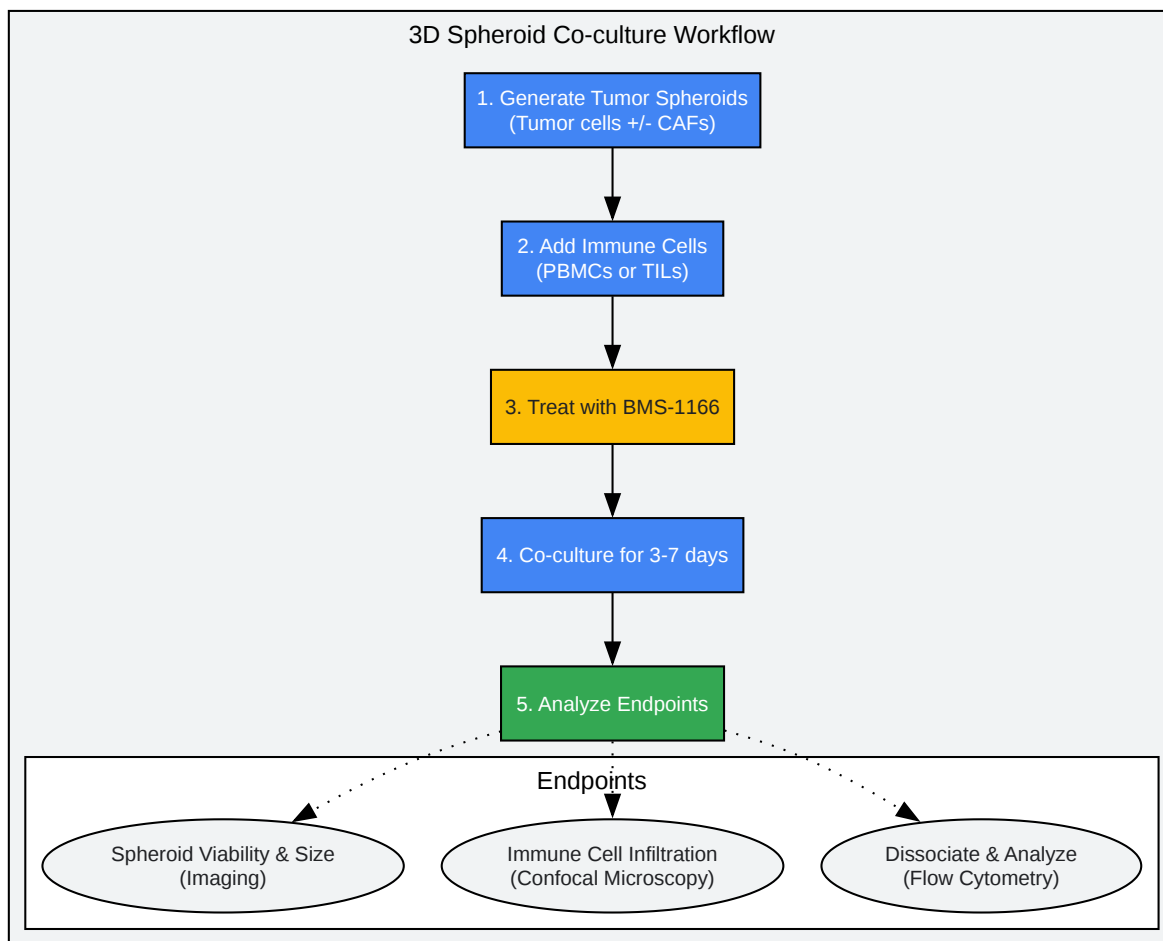 3D Spheroid Co-culture Workflow
1. Generate Tumor Spheroids
(Tumor cells +/- CAFs)
2. Add Immune Cells
(PBMCs or TILs)
3. Treat with BMS-1166
4. Co-culture for 3-7 days
5. Analyze Endpoints
Endpoints
Spheroid Viability & Size
(Imaging)
Immune Cell Infiltration
(Confocal Microscopy)
Dissociate & Analyze
(Flow Cytometry)